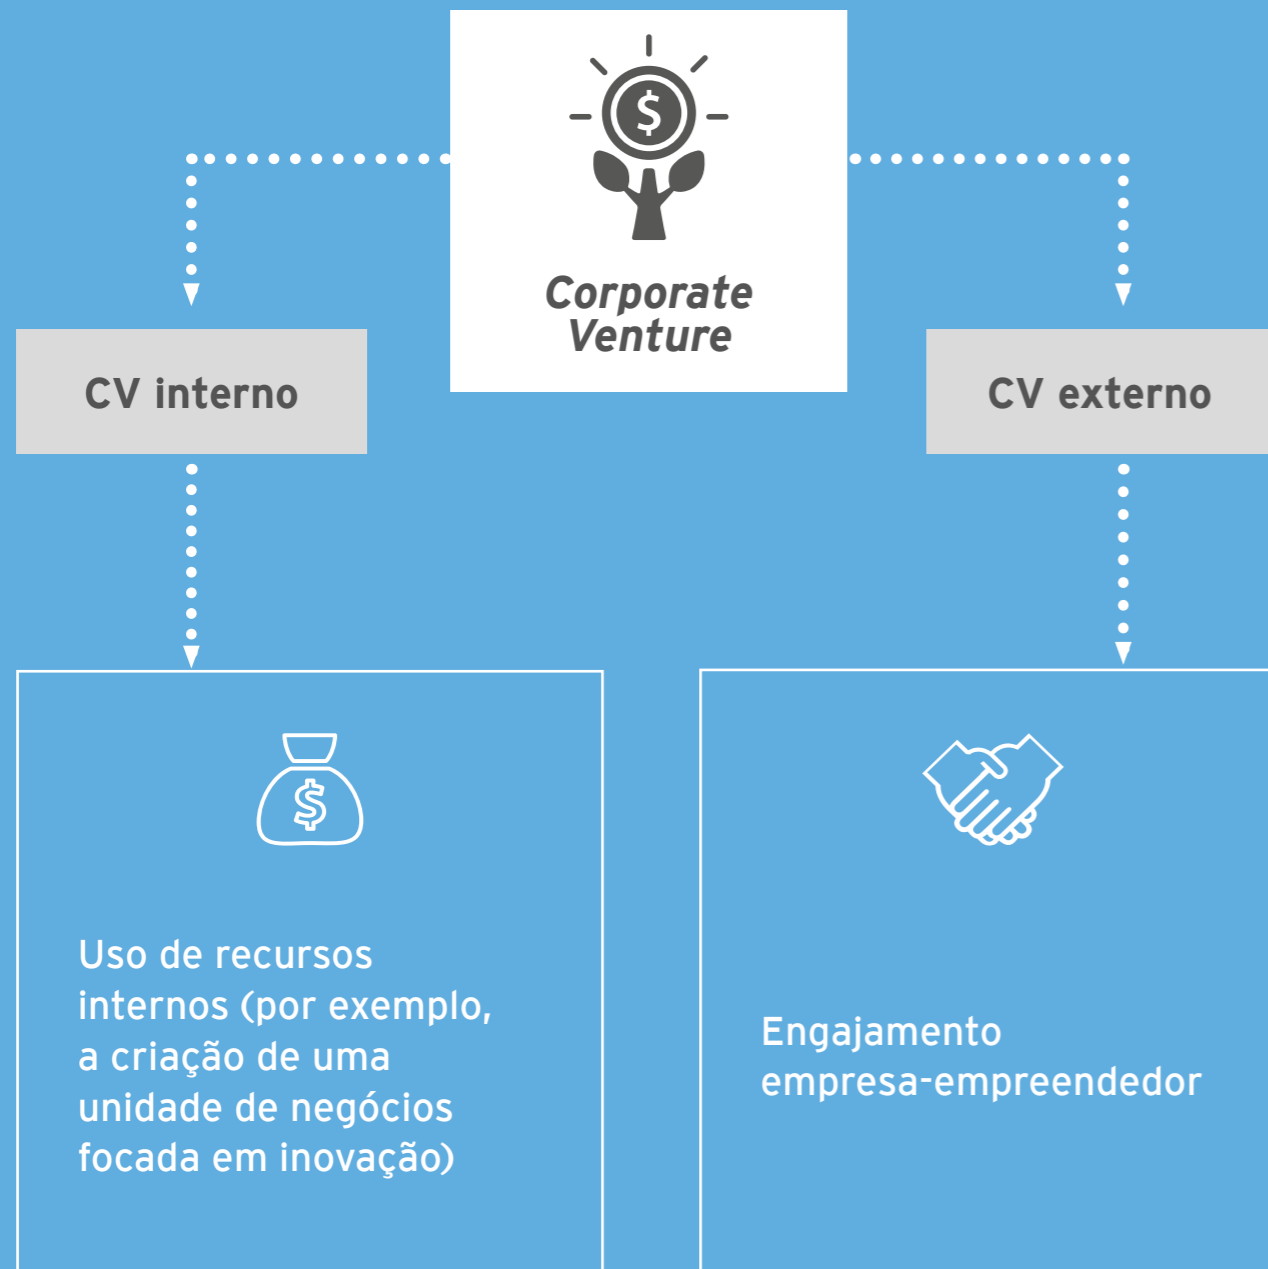 $
Corporate
Venture
CV interno
CV externo
$
Uso de recursos
internos (por exemplo,
a criação de uma
unidade de negócios
focada em inovação)
Engajamento
empresa-empreendedor